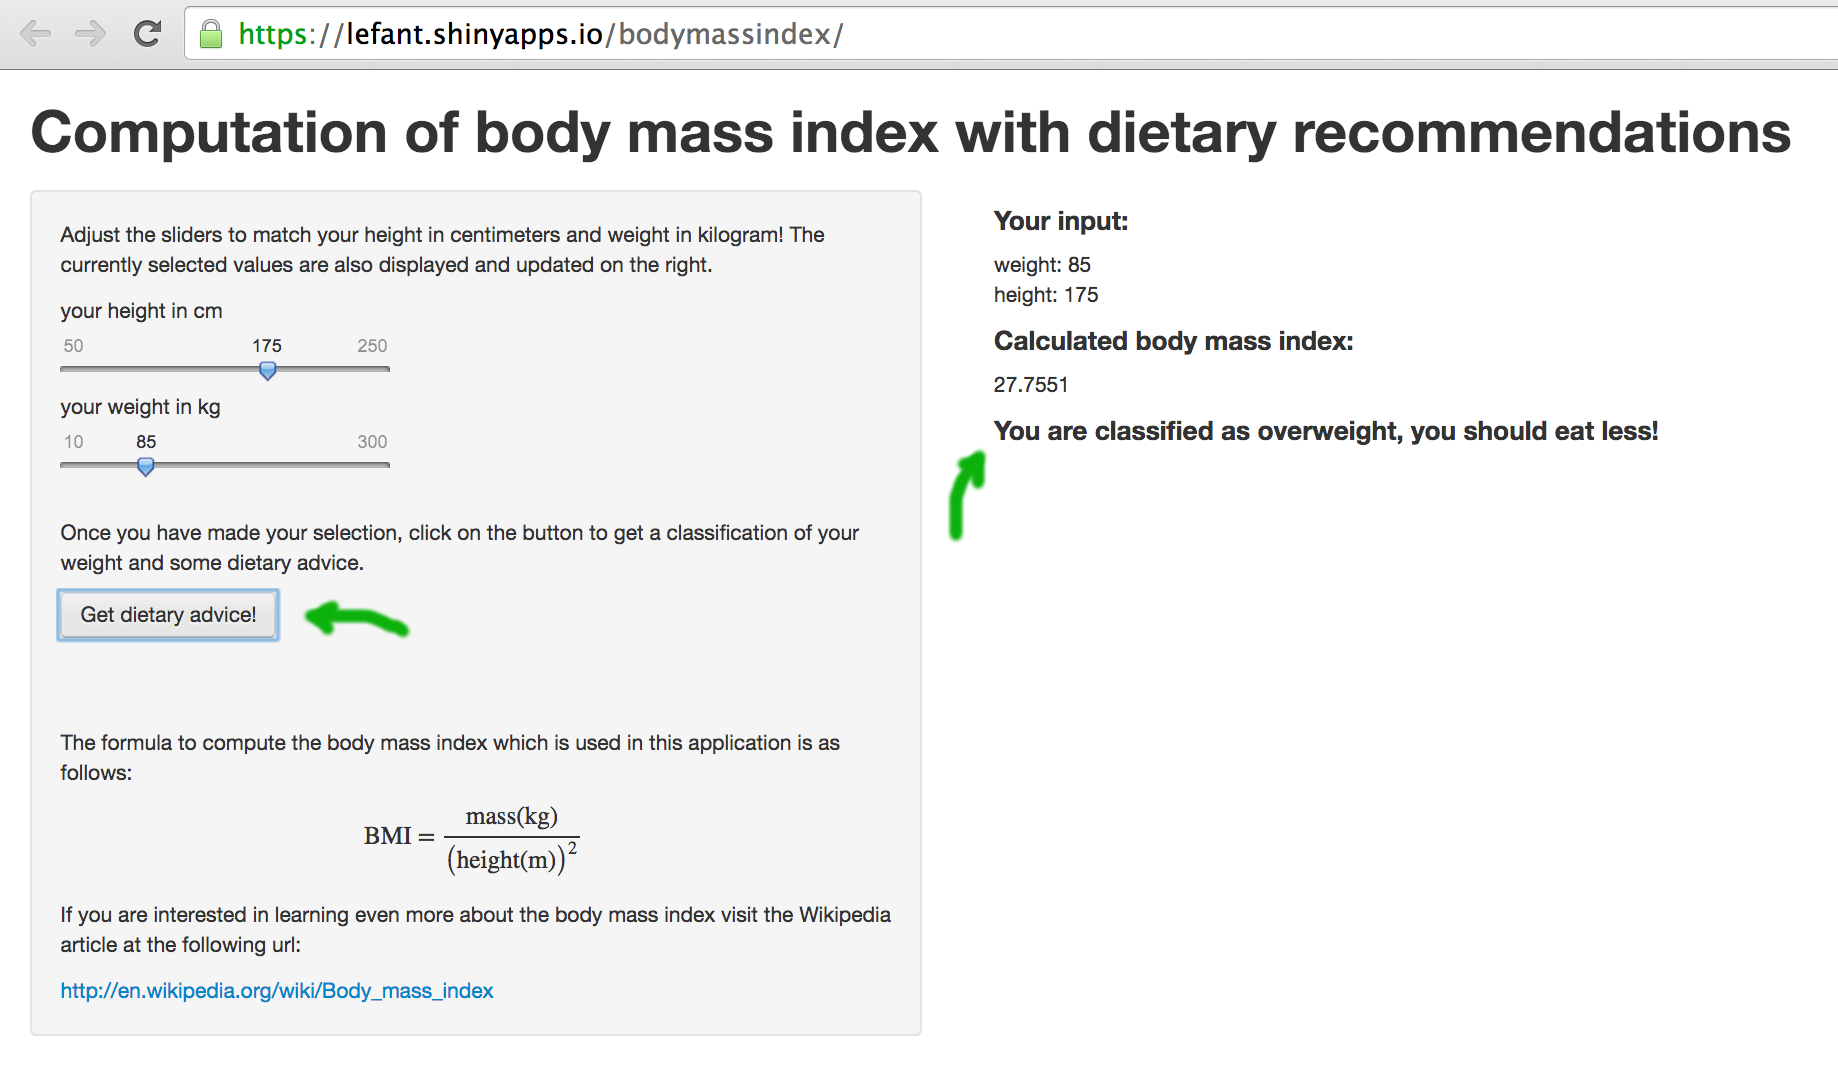 https://lefant.shinyapps.io/bodymassindex/
Computation of body mass index with dietary recommendations
Adjust the sliders to match your height in centimeters and weight in kilogram! The
currently selected values are also displayed and updated on the right.
your height in cm
50 175 250
your weight in kg
10 85 300
Once you have made your selection, click on the button to get a classification of your
weight and some dietary advice.
Get dietary advice!
The formula to compute the body mass index which is used in this application is as
follows:
BMI = mass(kg) / (height(m))²
If you are interested in learning even more about the body mass index visit the Wikipedia
article at the following url:
http://en.wikipedia.org/wiki/Body_mass_index
Your input:
weight: 85
height: 175
Calculated body mass index:
27.7551
You are classified as overweight, you should eat less!